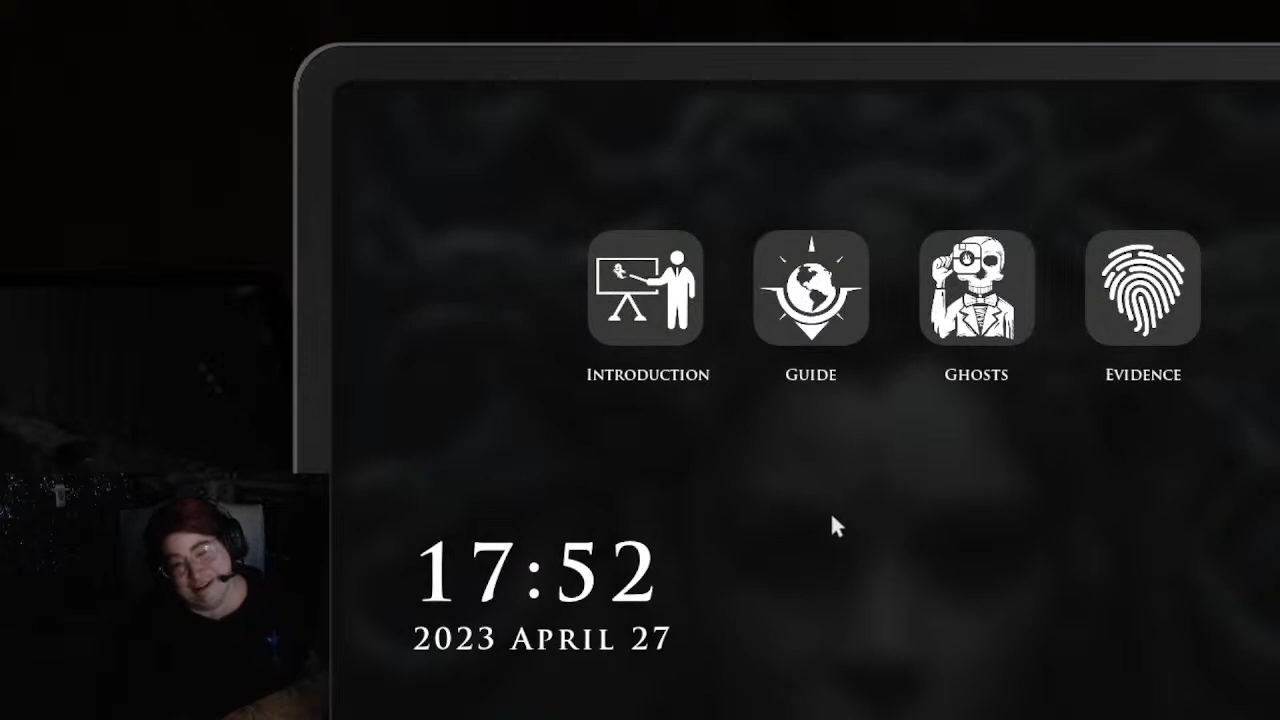 Introduction
Guide
Ghosts
Evidence
17:52
2023 April 27